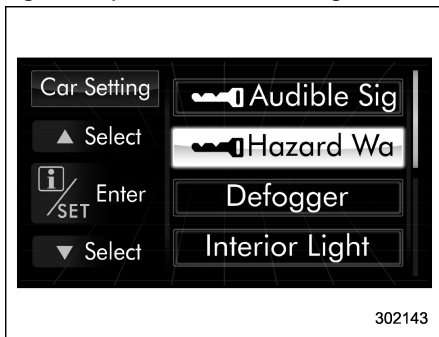 Car Setting
▲ Select
i/SET Enter
▼ Select
Audible Sig
Hazard Wa
Defogger
Interior Light
302143